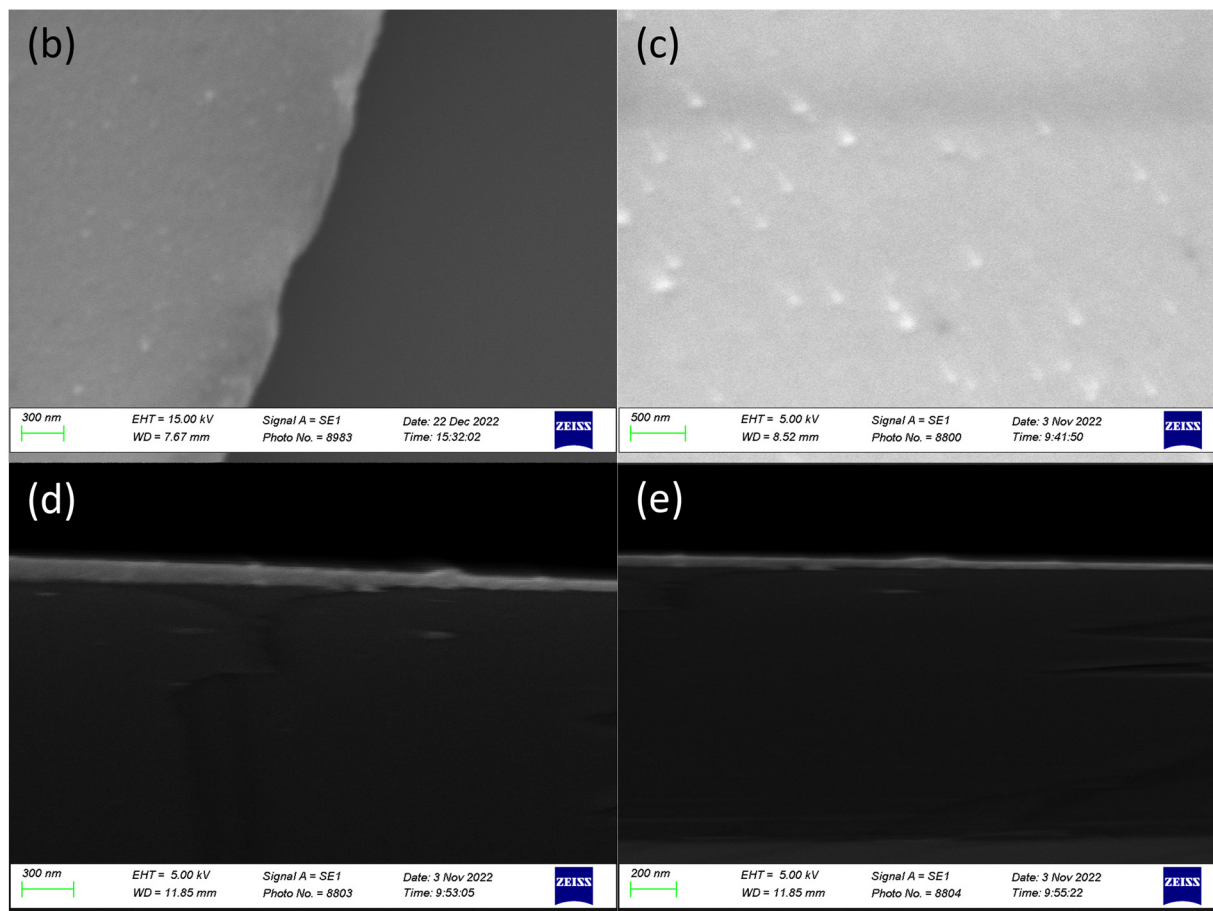 (b)
300 nm EHT = 15.00 kV Signal A = SE1 Date: 22 Dec 2022 ZEISS
WD = 7.67 mm Photo No. = 8983 Time: 15:32:02
(c)
500 nm EHT = 5.00 kV Signal A = SE1 Date: 3 Nov 2022 ZEISS
WD = 8.52 mm Photo No. = 8800 Time: 9:41:50
(d)
300 nm EHT = 5.00 kV Signal A = SE1 Date: 3 Nov 2022 ZEISS
WD = 11.85 mm Photo No. = 8803 Time: 9:53:05
(e)
200 nm EHT = 5.00 kV Signal A = SE1 Date: 3 Nov 2022 ZEISS
WD = 11.85 mm Photo No. = 8804 Time: 9:55:22